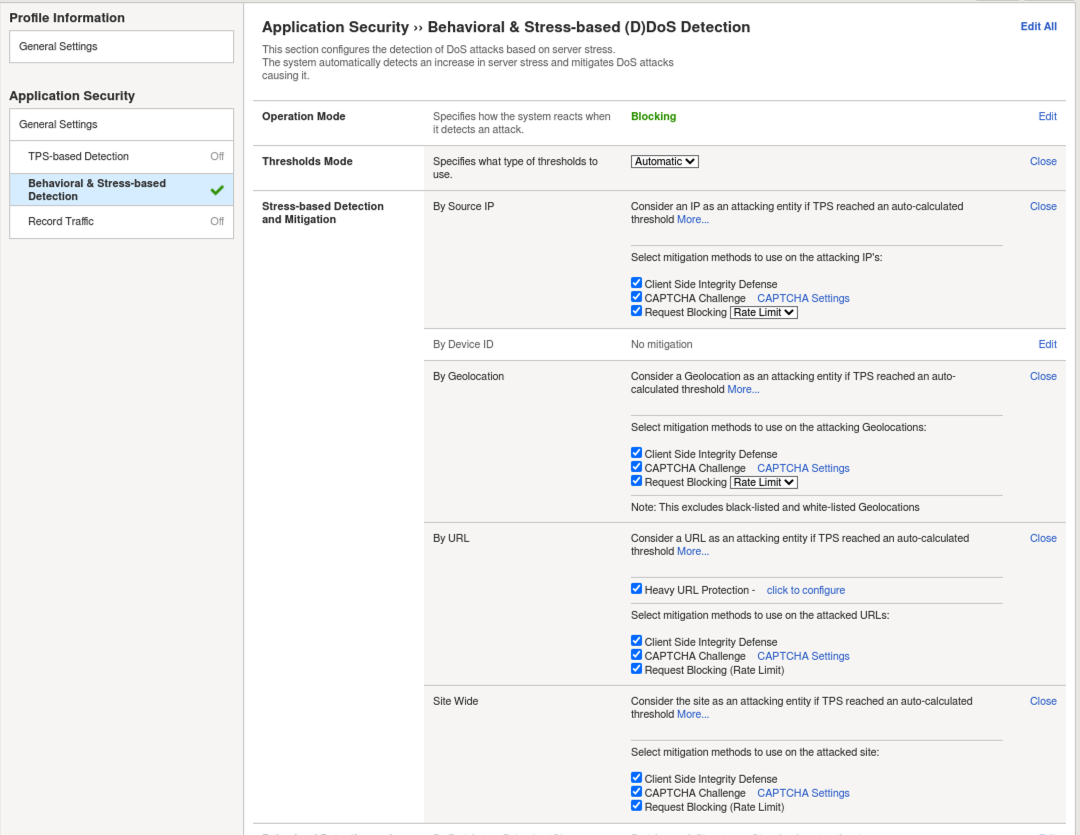 Profile Information
General Settings
Application Security
General Settings
TPS-based Detection Off
Behavioral & Stress-based
Detection
Record Traffic Off
Application Security ›› Behavioral & Stress-based (D)DoS Detection
Edit All
This section configures the detection of DoS attacks based on server stress.
The system automatically detects an increase in server stress and mitigates DoS attacks
causing it.
Operation Mode
Specifies how the system reacts when
it detects an attack.
Blocking
Edit
Thresholds Mode
Specifies what type of thresholds to
use.
Automatic
Close
Stress-based Detection
and Mitigation
By Source IP
Consider an IP as an attacking entity if TPS reached an auto-calculated
threshold More...
Close
Select mitigation methods to use on the attacking IP's:
Client Side Integrity Defense
CAPTCHA Challenge CAPTCHA Settings
Request Blocking Rate Limit
By Device ID
No mitigation
Edit
By Geolocation
Consider a Geolocation as an attacking entity if TPS reached an auto-
calculated threshold More...
Close
Select mitigation methods to use on the attacking Geolocations:
Client Side Integrity Defense
CAPTCHA Challenge CAPTCHA Settings
Request Blocking Rate Limit
Note: This excludes black-listed and white-listed Geolocations
By URL
Consider a URL as an attacking entity if TPS reached an auto-calculated
threshold More...
Close
Heavy URL Protection - click to configure
Select mitigation methods to use on the attacked URLs:
Client Side Integrity Defense
CAPTCHA Challenge CAPTCHA Settings
Request Blocking (Rate Limit)
Site Wide
Consider the site as an attacking entity if TPS reached an auto-calculated
threshold More...
Close
Select mitigation methods to use on the attacked site:
Client Side Integrity Defense
CAPTCHA Challenge CAPTCHA Settings
Request Blocking (Rate Limit)